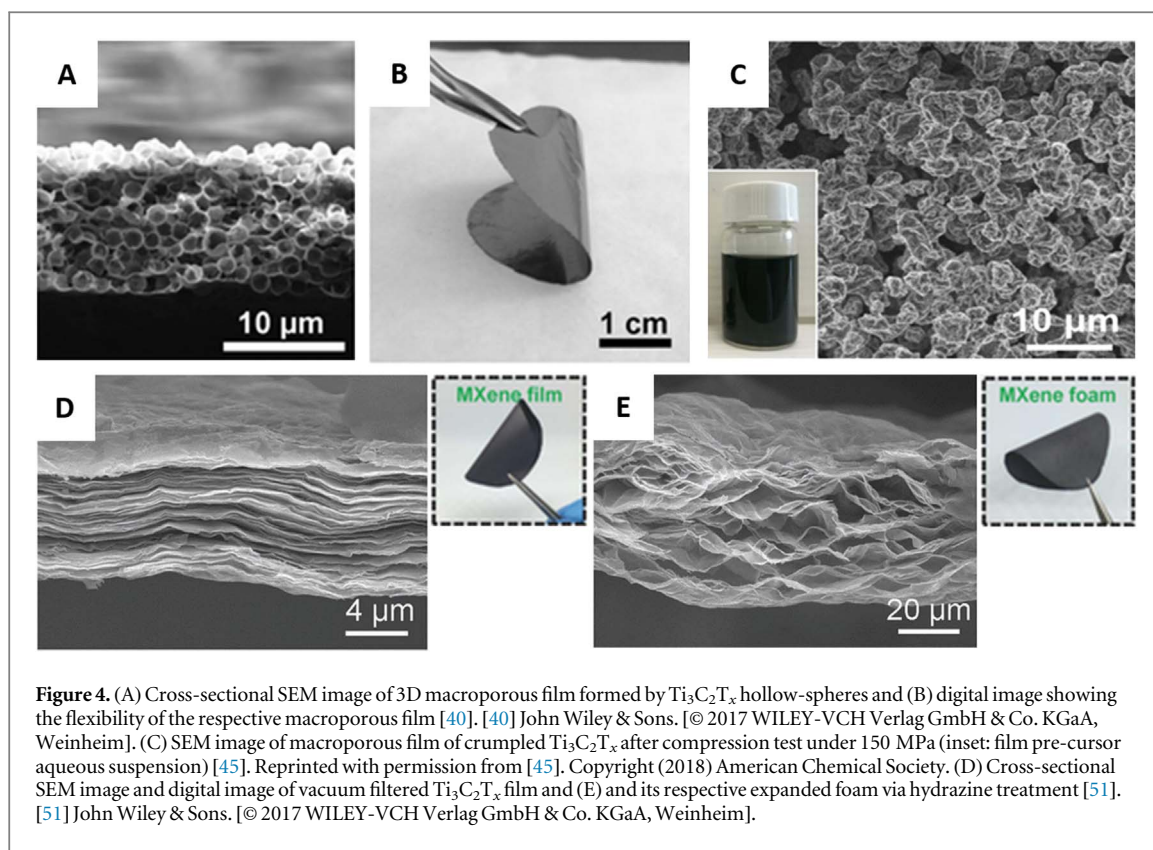 A
B
C
10 µm
1 cm
10 µm
D
MXene film
E
MXene foam
4 µm
20 µm
Figure 4. (A) Cross-sectional SEM image of 3D macroporous film formed by Ti₃C₂Tₓ hollow-spheres and (B) digital image showing
the flexibility of the respective macroporous film [40]. [40] John Wiley & Sons. [© 2017 WILEY-VCH Verlag GmbH & Co. KGaA,
Weinheim]. (C) SEM image of macroporous film of crumpled Ti₃C₂Tₓ after compression test under 150 MPa (inset: film pre-cursor
aqueous suspension) [45]. Reprinted with permission from [45]. Copyright (2018) American Chemical Society. (D) Cross-sectional
SEM image and digital image of vacuum filtered Ti₃C₂Tₓ film and (E) and its respective expanded foam via hydrazine treatment [51].
[51] John Wiley & Sons. [© 2017 WILEY-VCH Verlag GmbH & Co. KGaA, Weinheim].